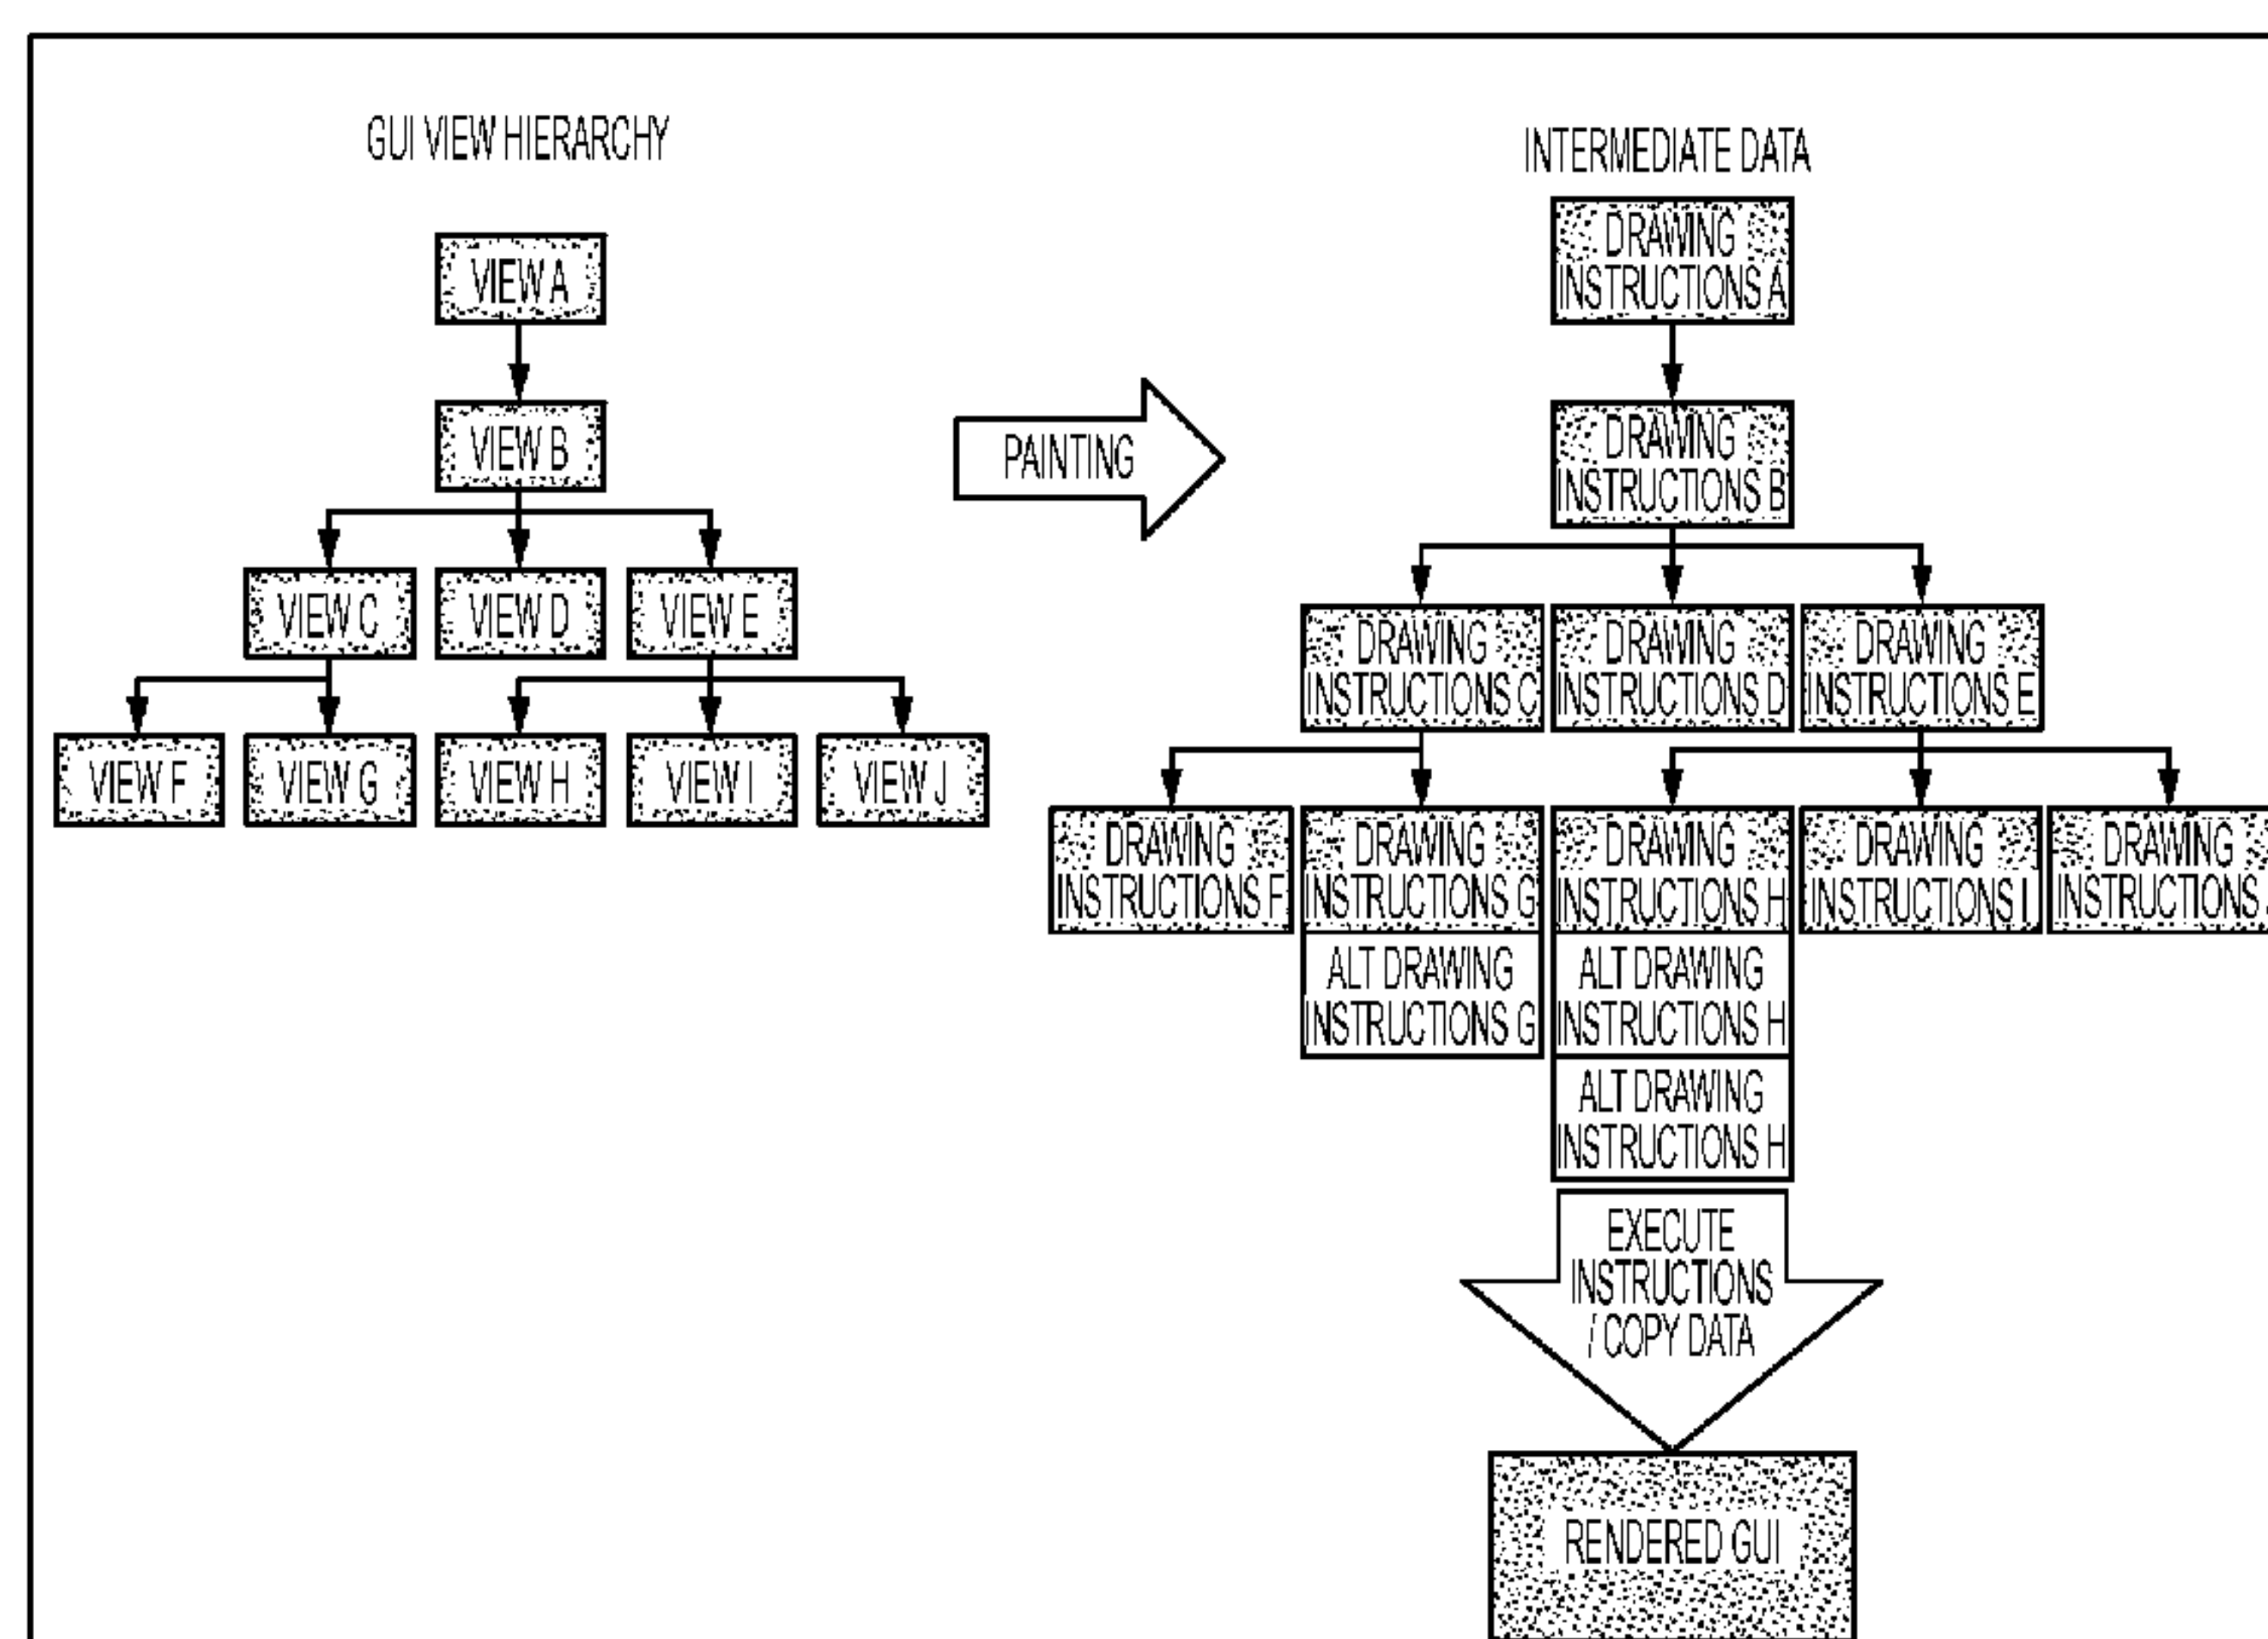 GUI VIEW HIERARCHY
VIEW A
VIEW B
VIEW C
VIEW D
VIEW E
VIEW F
VIEW G
VIEW H
VIEW I
VIEW J
PAINTING
INTERMEDIATE DATA
DRAWING
INSTRUCTIONS A
DRAWING
INSTRUCTIONS B
DRAWING
INSTRUCTIONS C
DRAWING
INSTRUCTIONS D
DRAWING
INSTRUCTIONS E
DRAWING
INSTRUCTIONS F
DRAWING
INSTRUCTIONS G
ALT DRAWING
INSTRUCTIONS G
DRAWING
INSTRUCTIONS H
ALT DRAWING
INSTRUCTIONS H
ALT DRAWING
INSTRUCTIONS H
DRAWING
INSTRUCTIONS I
DRAWING
INSTRUCTIONS
EXECUTE
INSTRUCTIONS
/ COPY DATA
RENDERED GUI